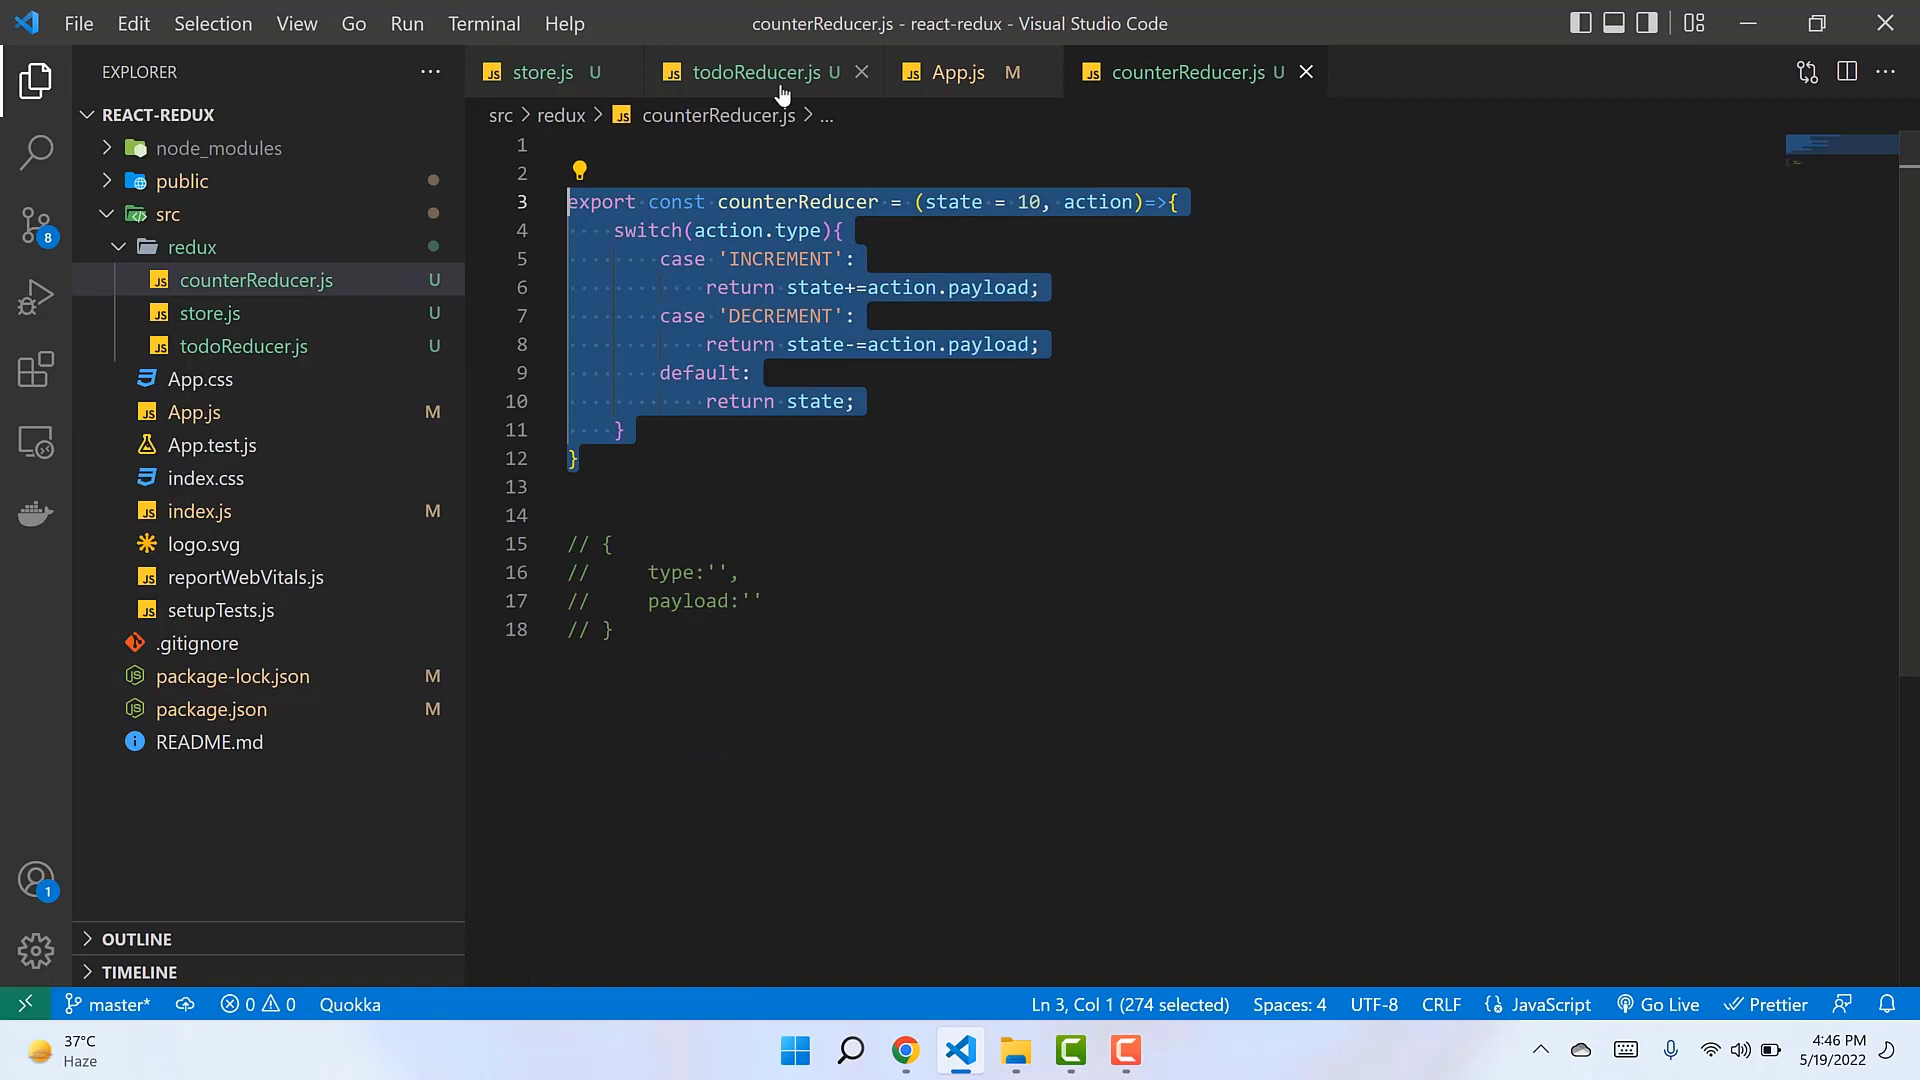 File Edit Selection View Go Run Terminal Help
counterReducer.js - react-redux - Visual Studio Code
EXPLORER
REACT-REDUX
node_modules
public
src
redux
counterReducer.js U
store.js U
todoReducer.js U
App.css
App.js M
App.test.js
index.css
index.js M
logo.svg
reportWebVitals.js
setupTests.js
.gitignore
package-lock.json M
package.json M
README.md
OUTLINE
TIMELINE
8
1
store.js U
todoReducer.js U
App.js M
counterReducer.js U
src > redux > counterReducer.js > ...
1
2
3 export const counterReducer = (state = 10, action)=>{
4 switch(action.type){
5 case 'INCREMENT':
6 return state+=action.payload;
7 case 'DECREMENT':
8 return state-=action.payload;
9 default:
10 return state;
11 }
12 }
13
14
15 // {
16 // type:'',
17 // payload:''
18 // }
master* 0 0 Quokka
Ln 3, Col 1 (274 selected) Spaces: 4 UTF-8 CRLF JavaScript Go Live Prettier
37°C
Haze
4:46 PM
5/19/2022